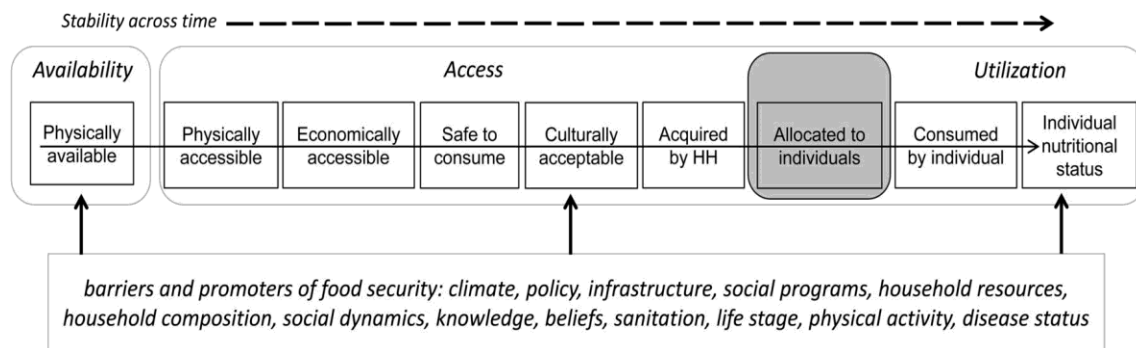 Stability across time
Availability
Access
Utilization
Physically
available
Physically
accessible
Economically
accessible
Safe to
consume
Culturally
acceptable
Acquired
by HH
Allocated to
individuals
Consumed
by individual
Individual
nutritional
status
barriers and promoters of food security: climate, policy, infrastructure, social programs, household resources,
household composition, social dynamics, knowledge, beliefs, sanitation, life stage, physical activity, disease status